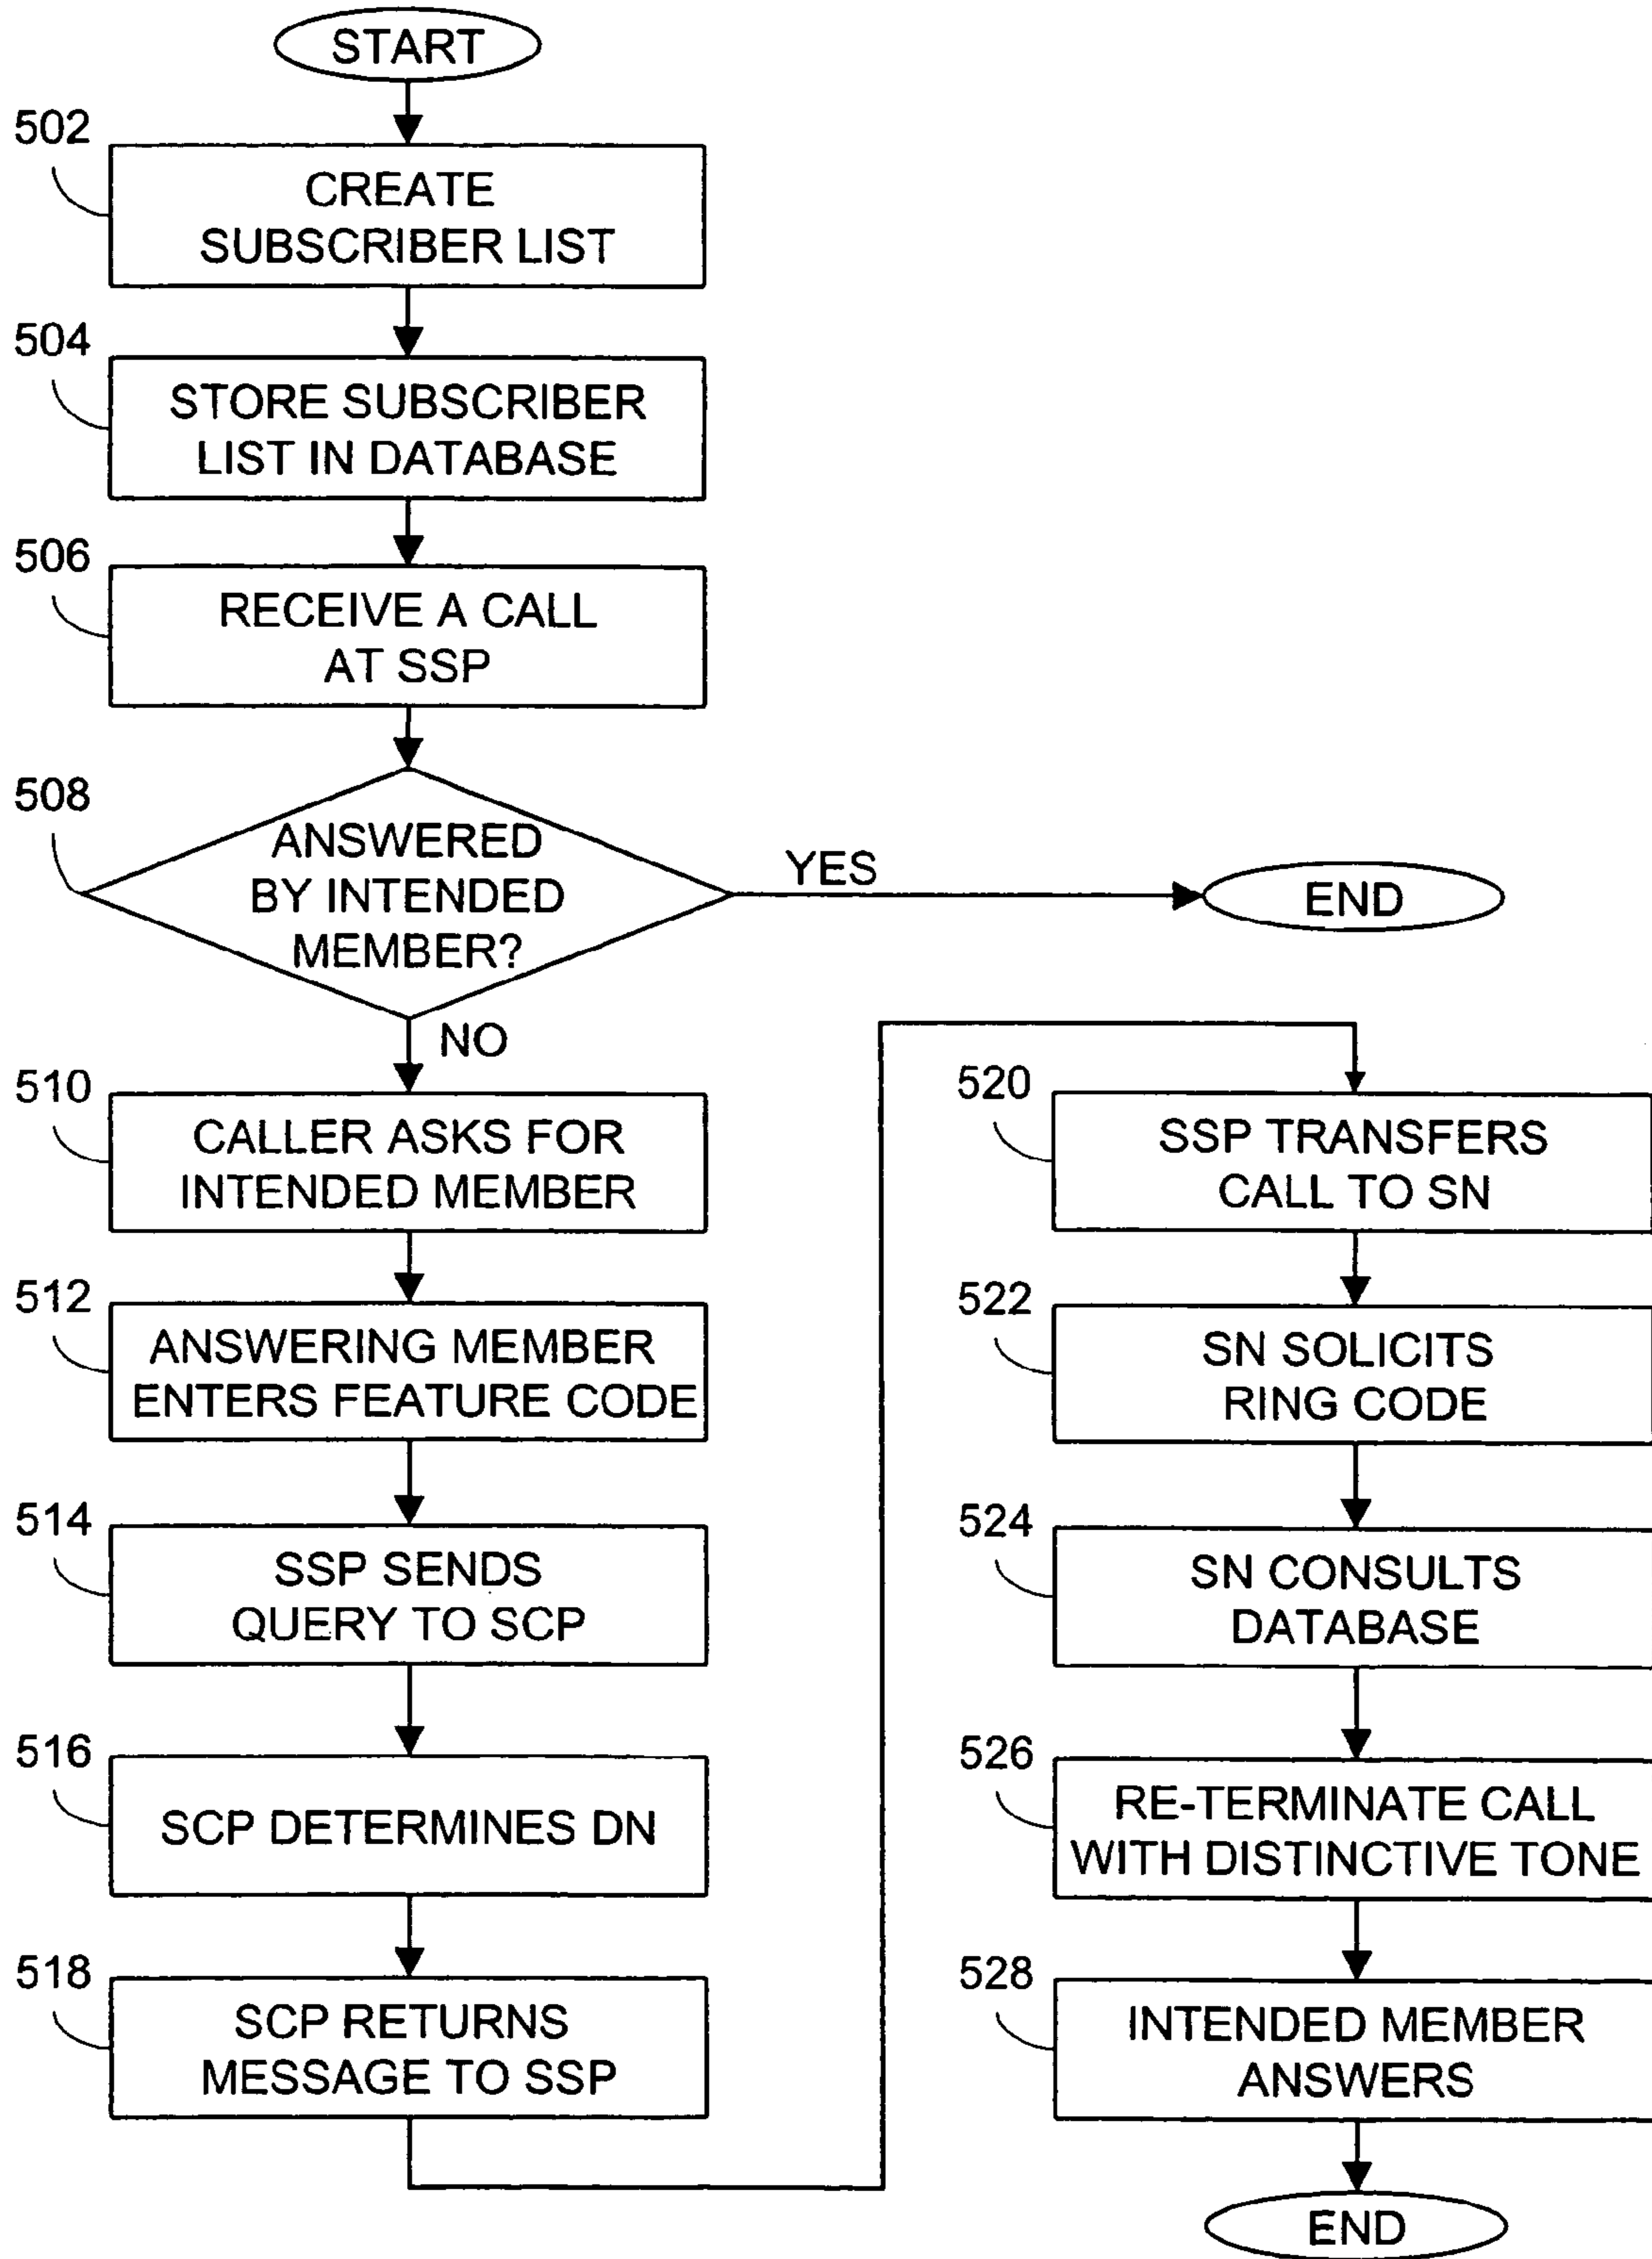 START
502
CREATE
SUBSCRIBER LIST
504
STORE SUBSCRIBER
LIST IN DATABASE
506
RECEIVE A CALL
AT SSP
508
ANSWERED
BY INTENDED
MEMBER?
YES
END
NO
510
CALLER ASKS FOR
INTENDED MEMBER
512
ANSWERING MEMBER
ENTERS FEATURE CODE
514
SSP SENDS
QUERY TO SCP
516
SCP DETERMINES DN
518
SCP RETURNS
MESSAGE TO SSP
520
SSP TRANSFERS
CALL TO SN
522
SN SOLICITS
RING CODE
524
SN CONSULTS
DATABASE
526
RE-TERMINATE CALL
WITH DISTINCTIVE TONE
528
INTENDED MEMBER
ANSWERS
END